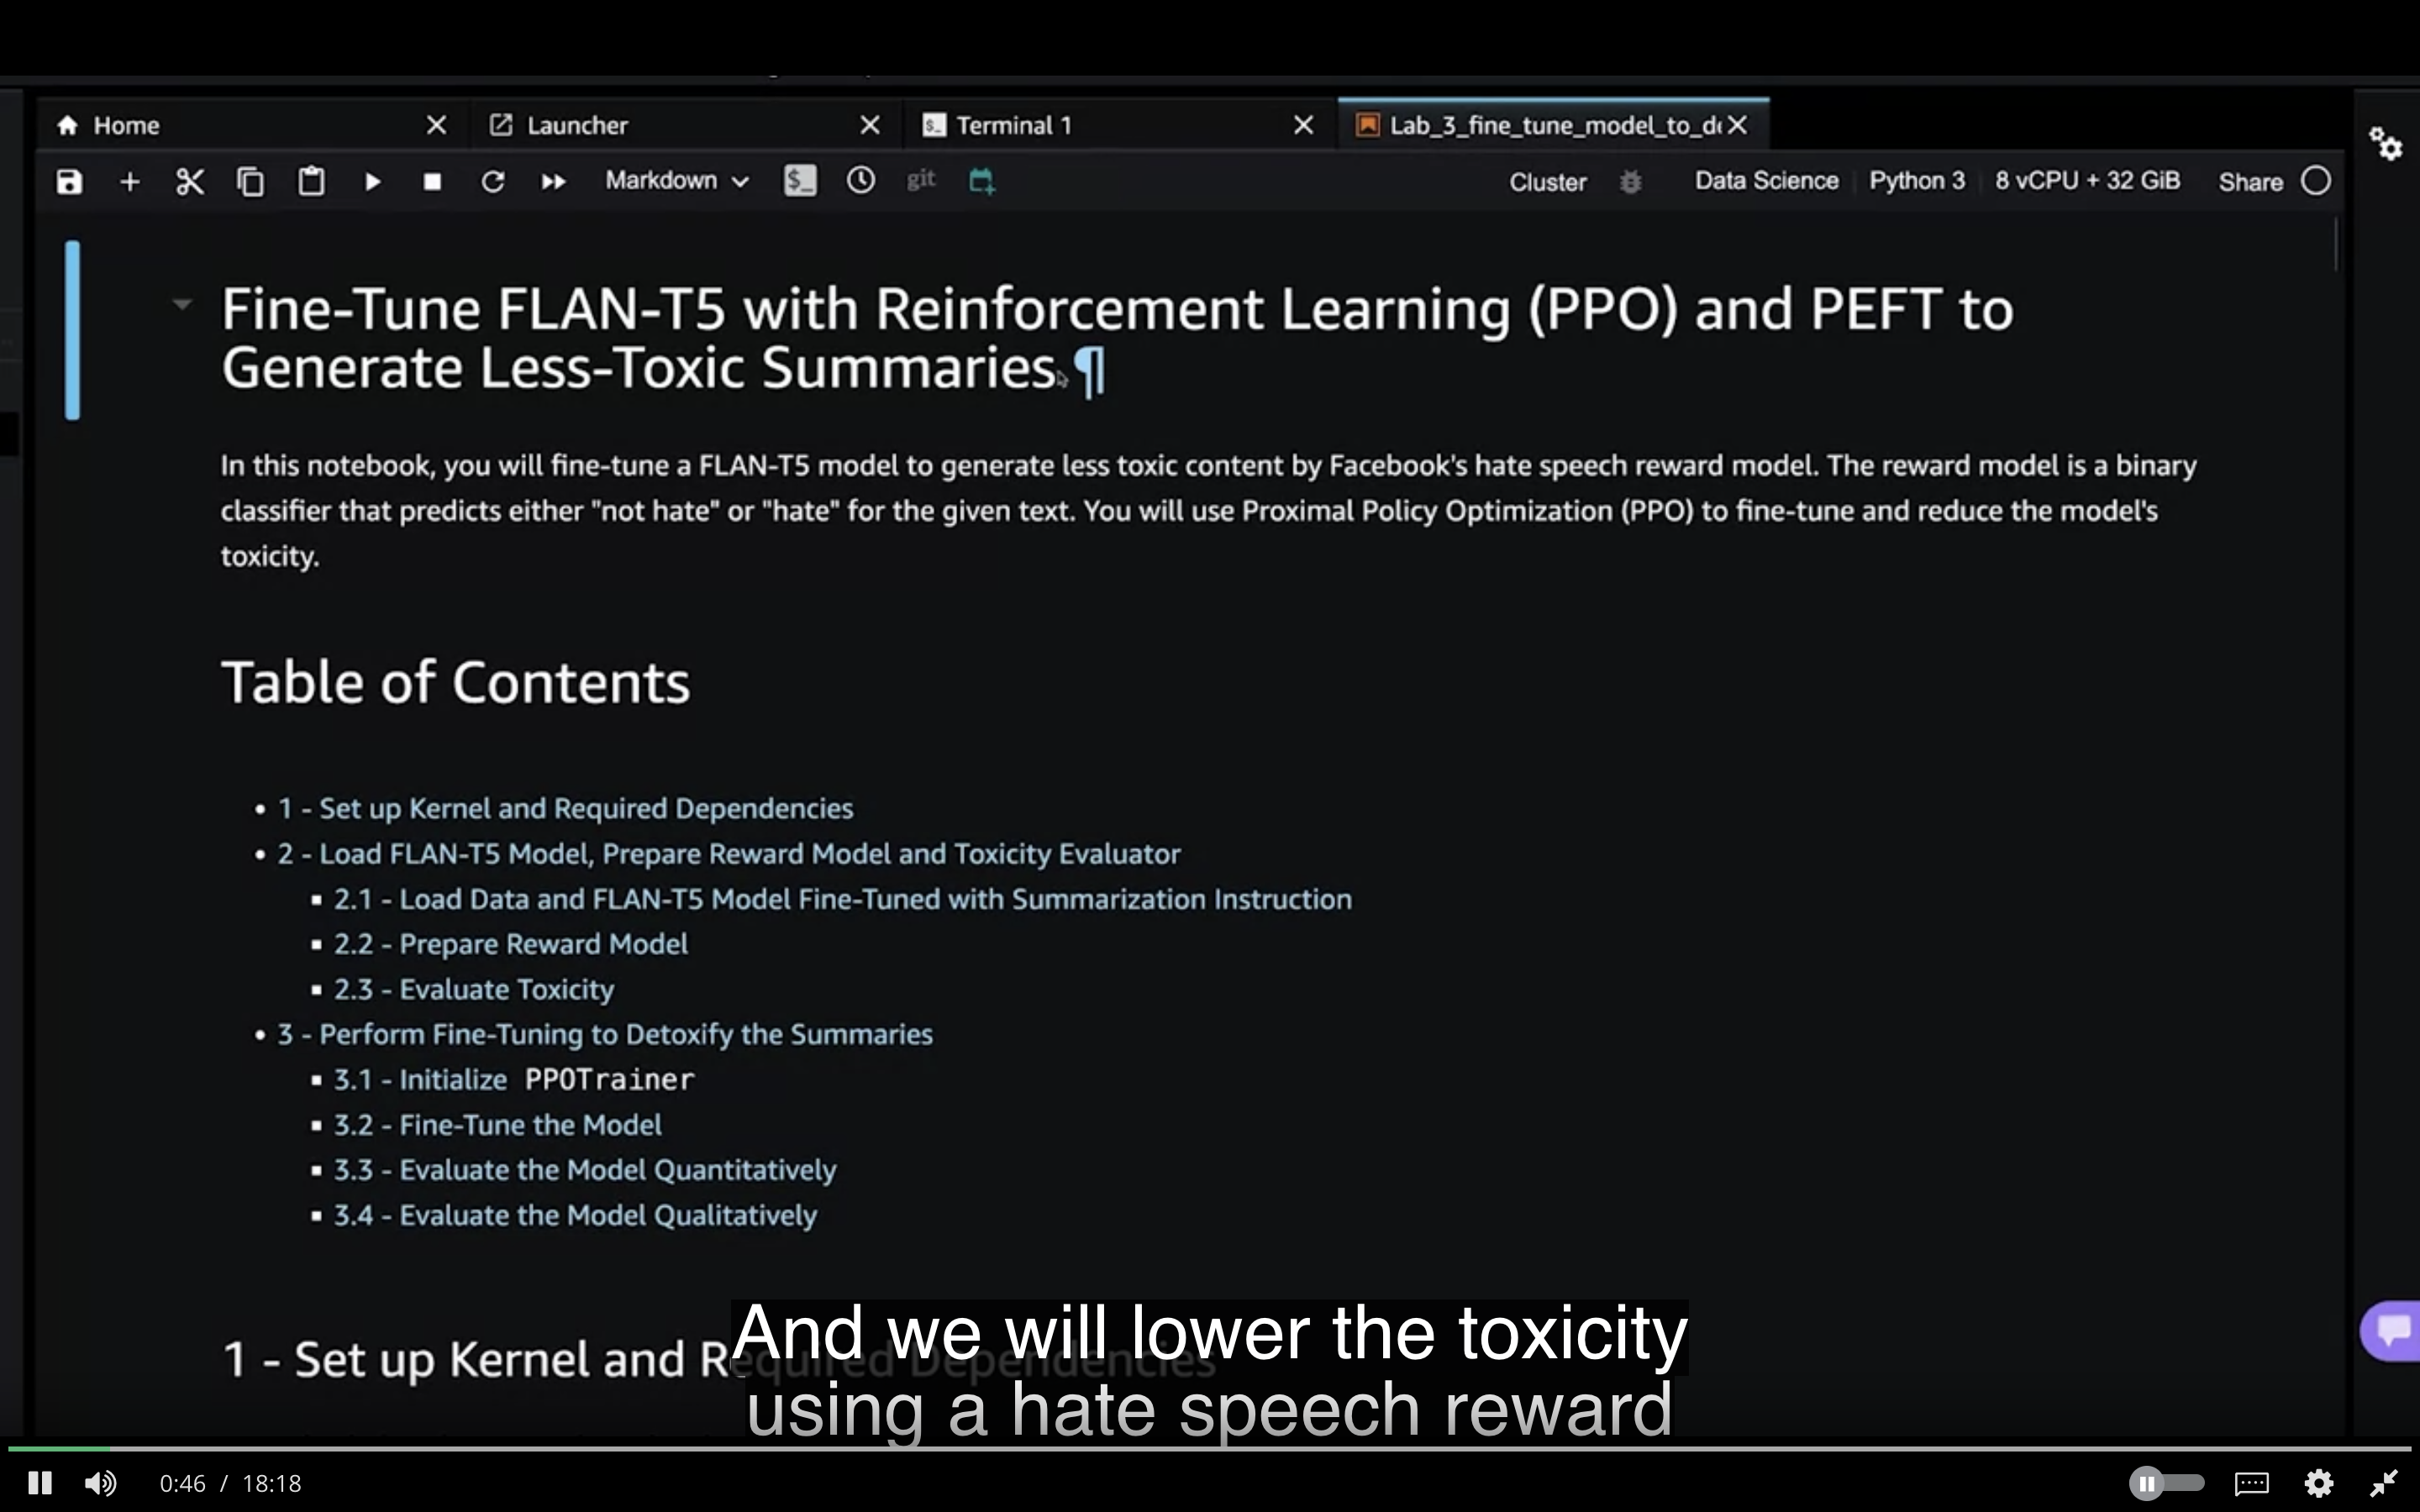 Home
Launcher
Terminal 1
Lab_3_fine_tune_model_to_d
Markdown
git
Cluster
Data Science
Python 3
8 vCPU + 32 GiB
Share
Fine-Tune FLAN-T5 with Reinforcement Learning (PPO) and PEFT to
Generate Less-Toxic Summaries¶
In this notebook, you will fine-tune a FLAN-T5 model to generate less toxic content by Facebook's hate speech reward model. The reward model is a binary
classifier that predicts either "not hate" or "hate" for the given text. You will use Proximal Policy Optimization (PPO) to fine-tune and reduce the model's
toxicity.
Table of Contents
• 1 - Set up Kernel and Required Dependencies
• 2 - Load FLAN-T5 Model, Prepare Reward Model and Toxicity Evaluator
▪ 2.1 - Load Data and FLAN-T5 Model Fine-Tuned with Summarization Instruction
▪ 2.2 - Prepare Reward Model
▪ 2.3 - Evaluate Toxicity
• 3 - Perform Fine-Tuning to Detoxify the Summaries
▪ 3.1 - Initialize PPOTrainer
▪ 3.2 - Fine-Tune the Model
▪ 3.3 - Evaluate the Model Quantitatively
▪ 3.4 - Evaluate the Model Qualitatively
1 - Set up Kernel and Required Dependencies
And we will lower the toxicity
using a hate speech reward
0:46 / 18:18